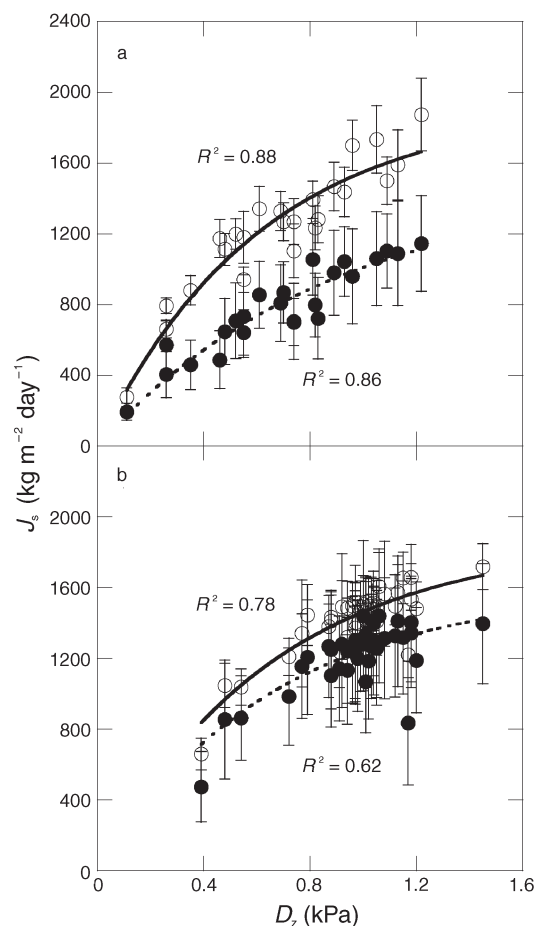 2400
a
2000
R² = 0.88
1600
1200
800
R² = 0.86
400
0
Jₛ (kg m⁻² day⁻¹)
b
2000
1600
R² = 0.78
1200
800
R² = 0.62
400
0
0 0.4 0.8 1.2 1.6
D_z (kPa)